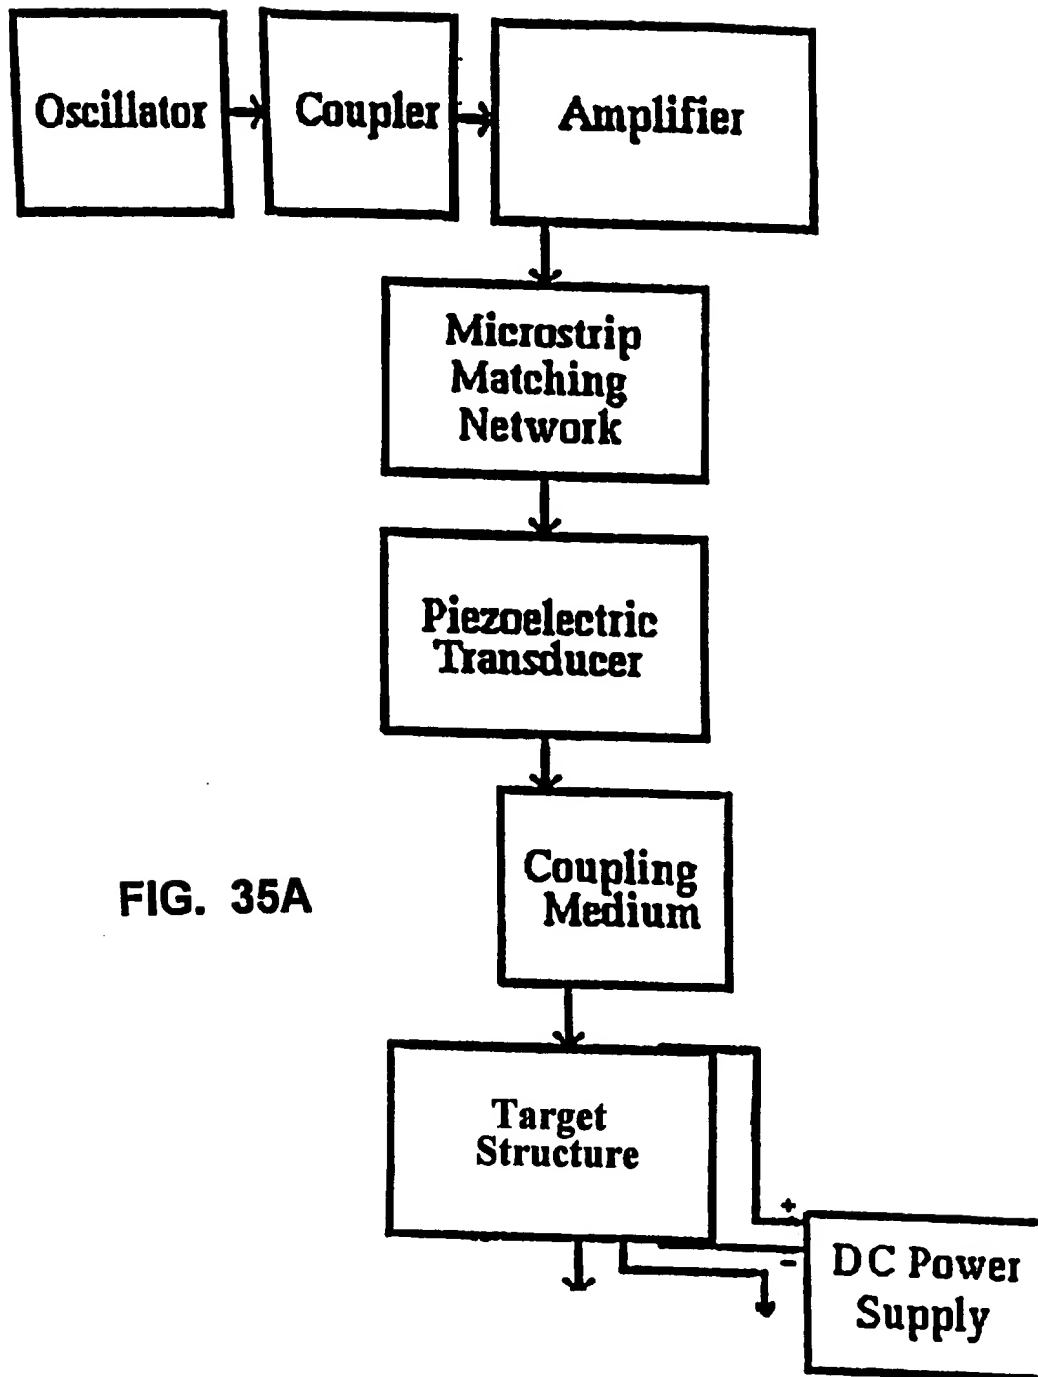 Oscillator
Coupler
Amplifier
Microstrip
Matching
Network
Piezoelectric
Transducer
Coupling
Medium
FIG. 35A
Target
Structure
+
−
DC Power
Supply